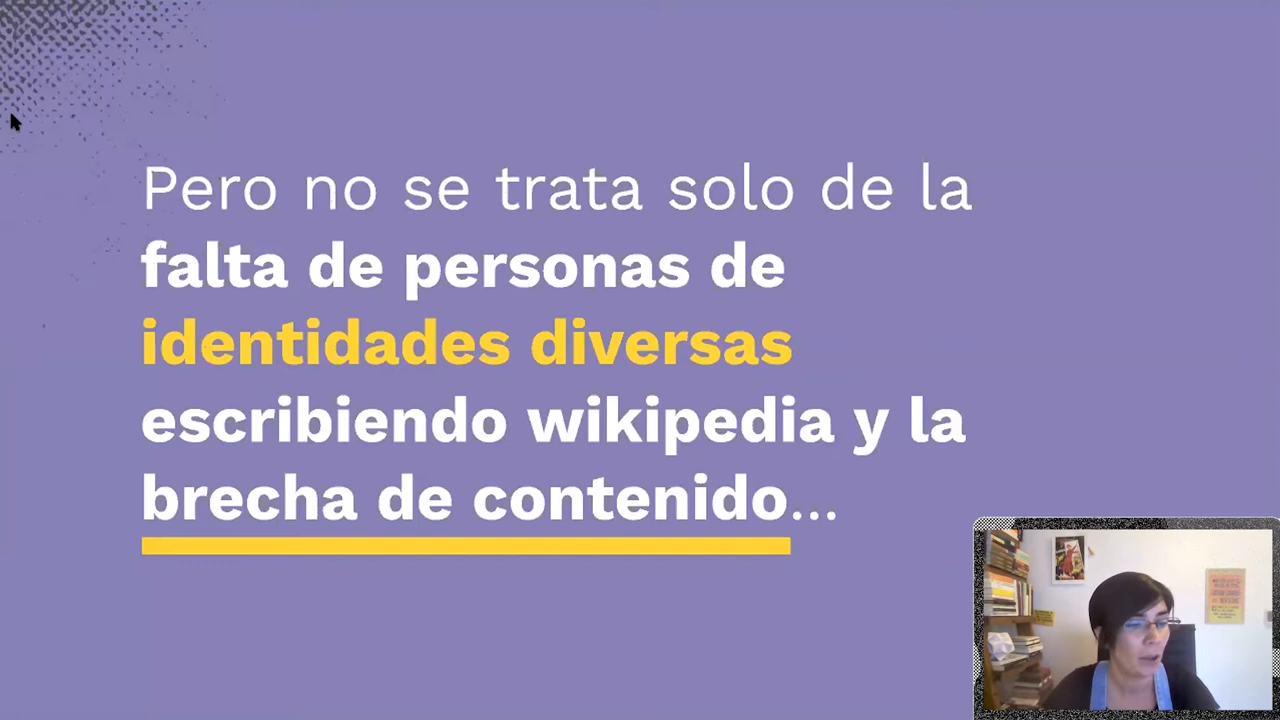 Pero no se trata solo de la
falta de personas de
identidades diversas
escribiendo wikipedia y la
brecha de contenido...